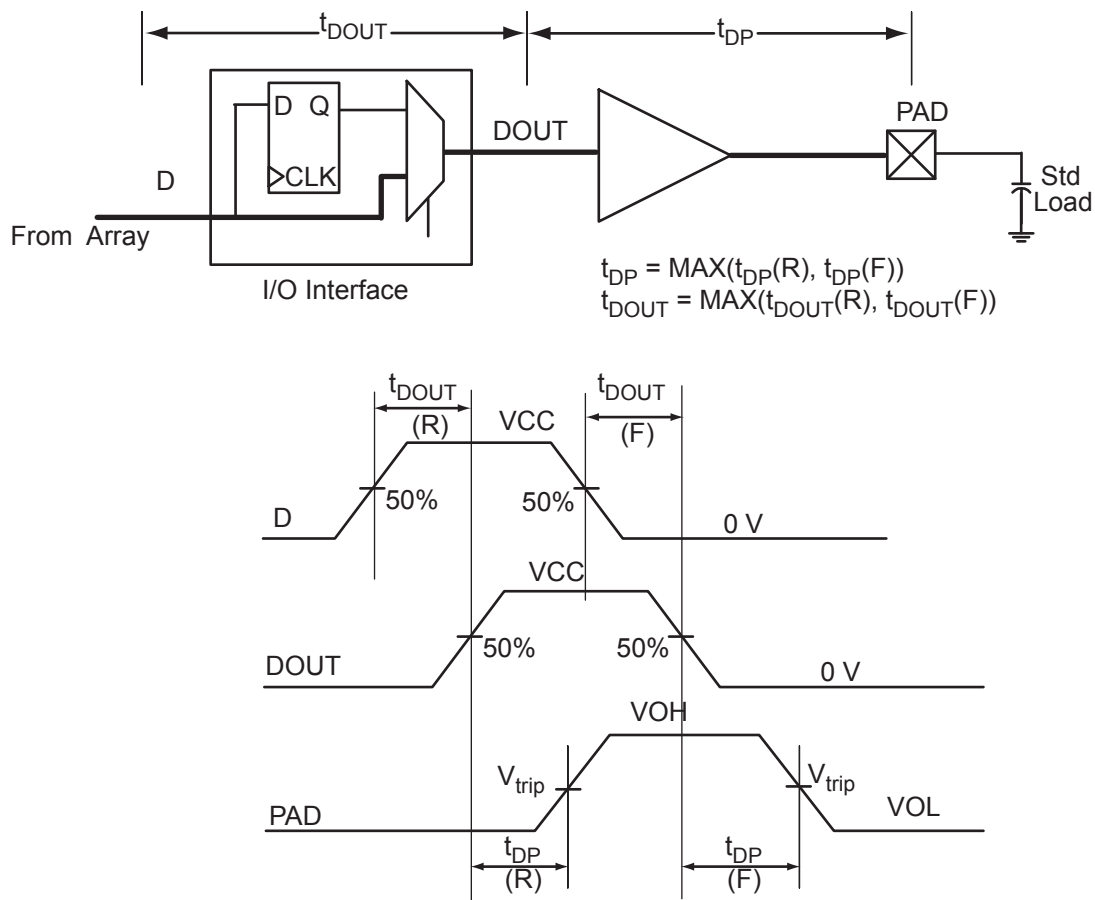 tDOUT
tDP
D Q
CLK
DOUT
PAD
D
From Array
Std
Load
I/O Interface
tDP = MAX(tDP(R), tDP(F))
tDOUT = MAX(tDOUT(R), tDOUT(F))
tDOUT
(R)
VCC
tDOUT
(F)
50%
50%
D
0 V
VCC
50%
50%
DOUT
0 V
VOH
Vtrip
Vtrip
PAD
VOL
tDP
(R)
tDP
(F)